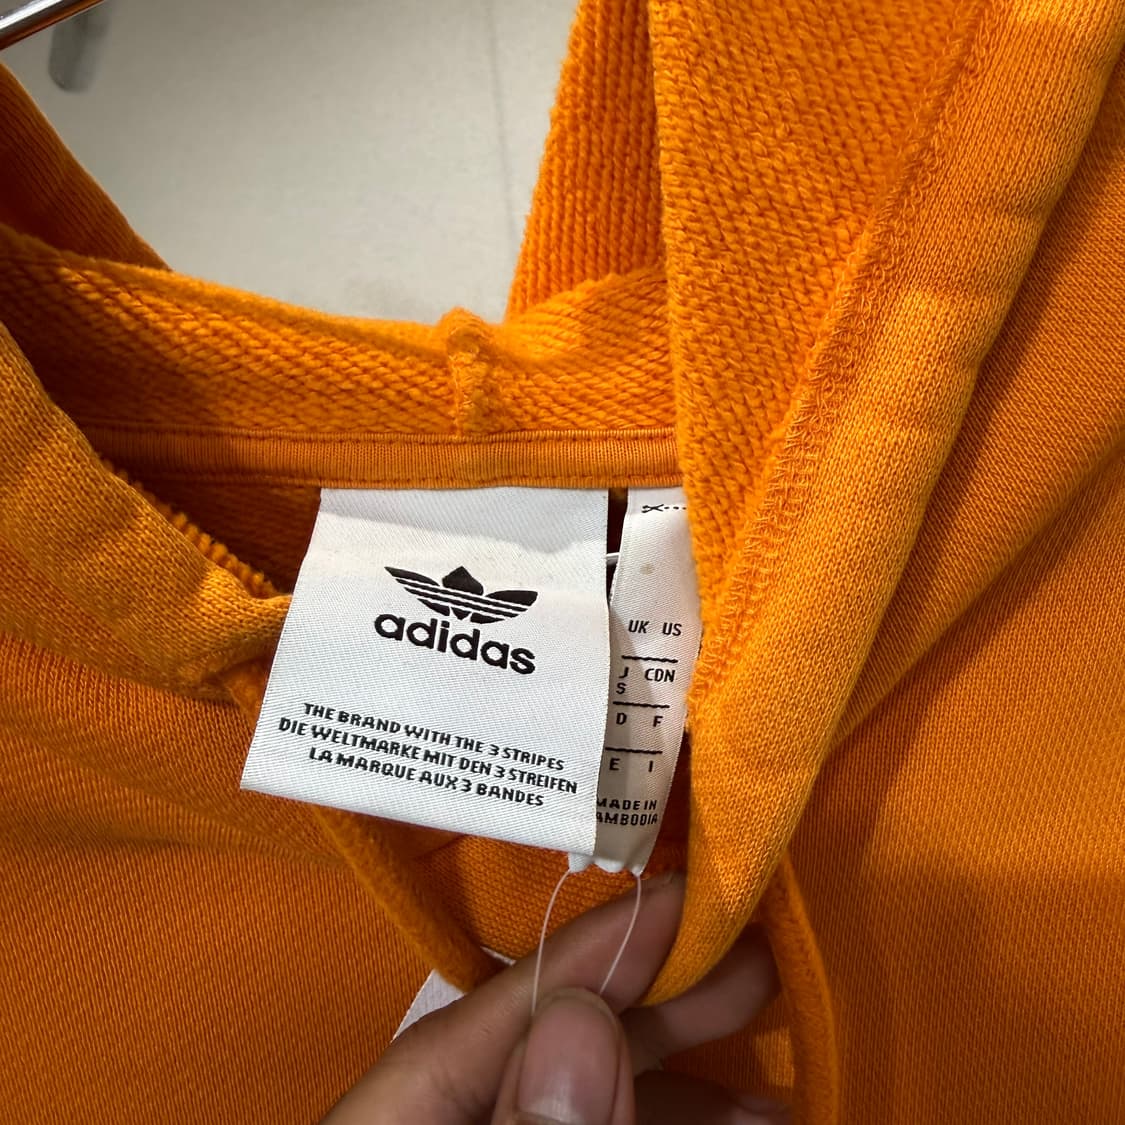 adidas
THE BRAND WITH THE 3 STRIPES
DIE WELTMARKE MIT DEN 3 STREIFEN
LA MARQUE AUX 3 BANDES
UK US
J CDN
S
D F
E I
MADE IN
AMBODIA